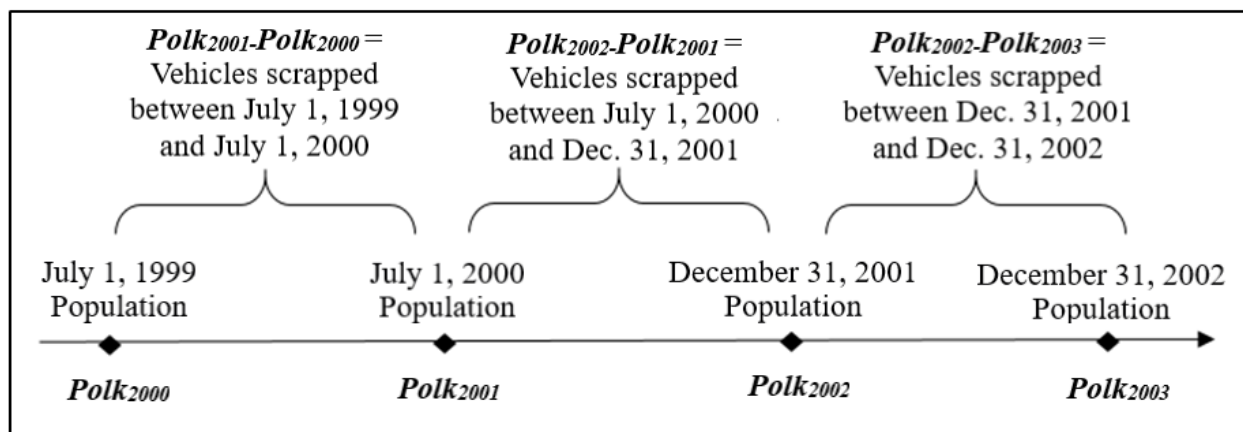 Polk2001-Polk2000 =
Vehicles scrapped
between July 1, 1999
and July 1, 2000
Polk2002-Polk2001 =
Vehicles scrapped
between July 1, 2000
and Dec. 31, 2001
Polk2002-Polk2003 =
Vehicles scrapped
between Dec. 31, 2001
and Dec. 31, 2002
July 1, 1999
Population
July 1, 2000
Population
December 31, 2001
Population
December 31, 2002
Population
Polk2000
Polk2001
Polk2002
Polk2003